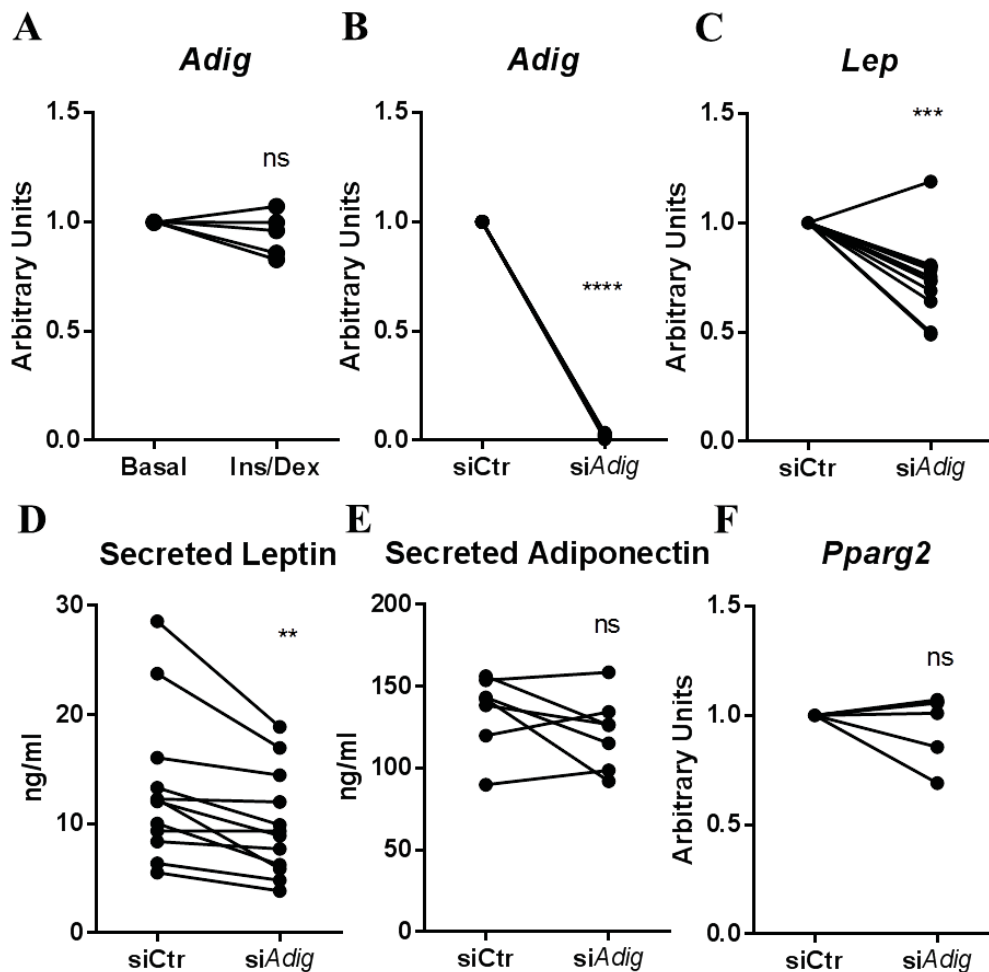 A
Adig
1.5
1.0
0.5
0.0
Arbitrary Units
ns
Basal
Ins/Dex
B
Adig
1.5
1.0
0.5
0.0
Arbitrary Units
****
siCtr
siAdig
C
Lep
1.5
1.0
0.5
0.0
Arbitrary Units
***
siCtr
siAdig
D
Secreted Leptin
30
20
10
0
ng/ml
**
siCtr
siAdig
E
Secreted Adiponectin
200
150
100
50
0
ng/ml
ns
siCtr
siAdig
F
Pparg2
1.5
1.0
0.5
0.0
Arbitrary Units
ns
siCtr
siAdig